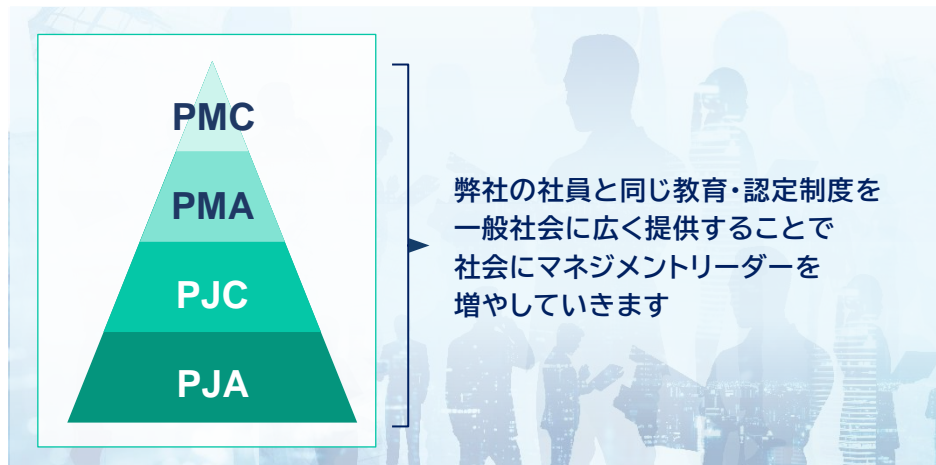 PMC
PMA
PJC
PJA
弊社の社員と同じ教育・認定制度を
一般社会に広く提供することで
社会にマネジメントリーダーを
増やしていきます